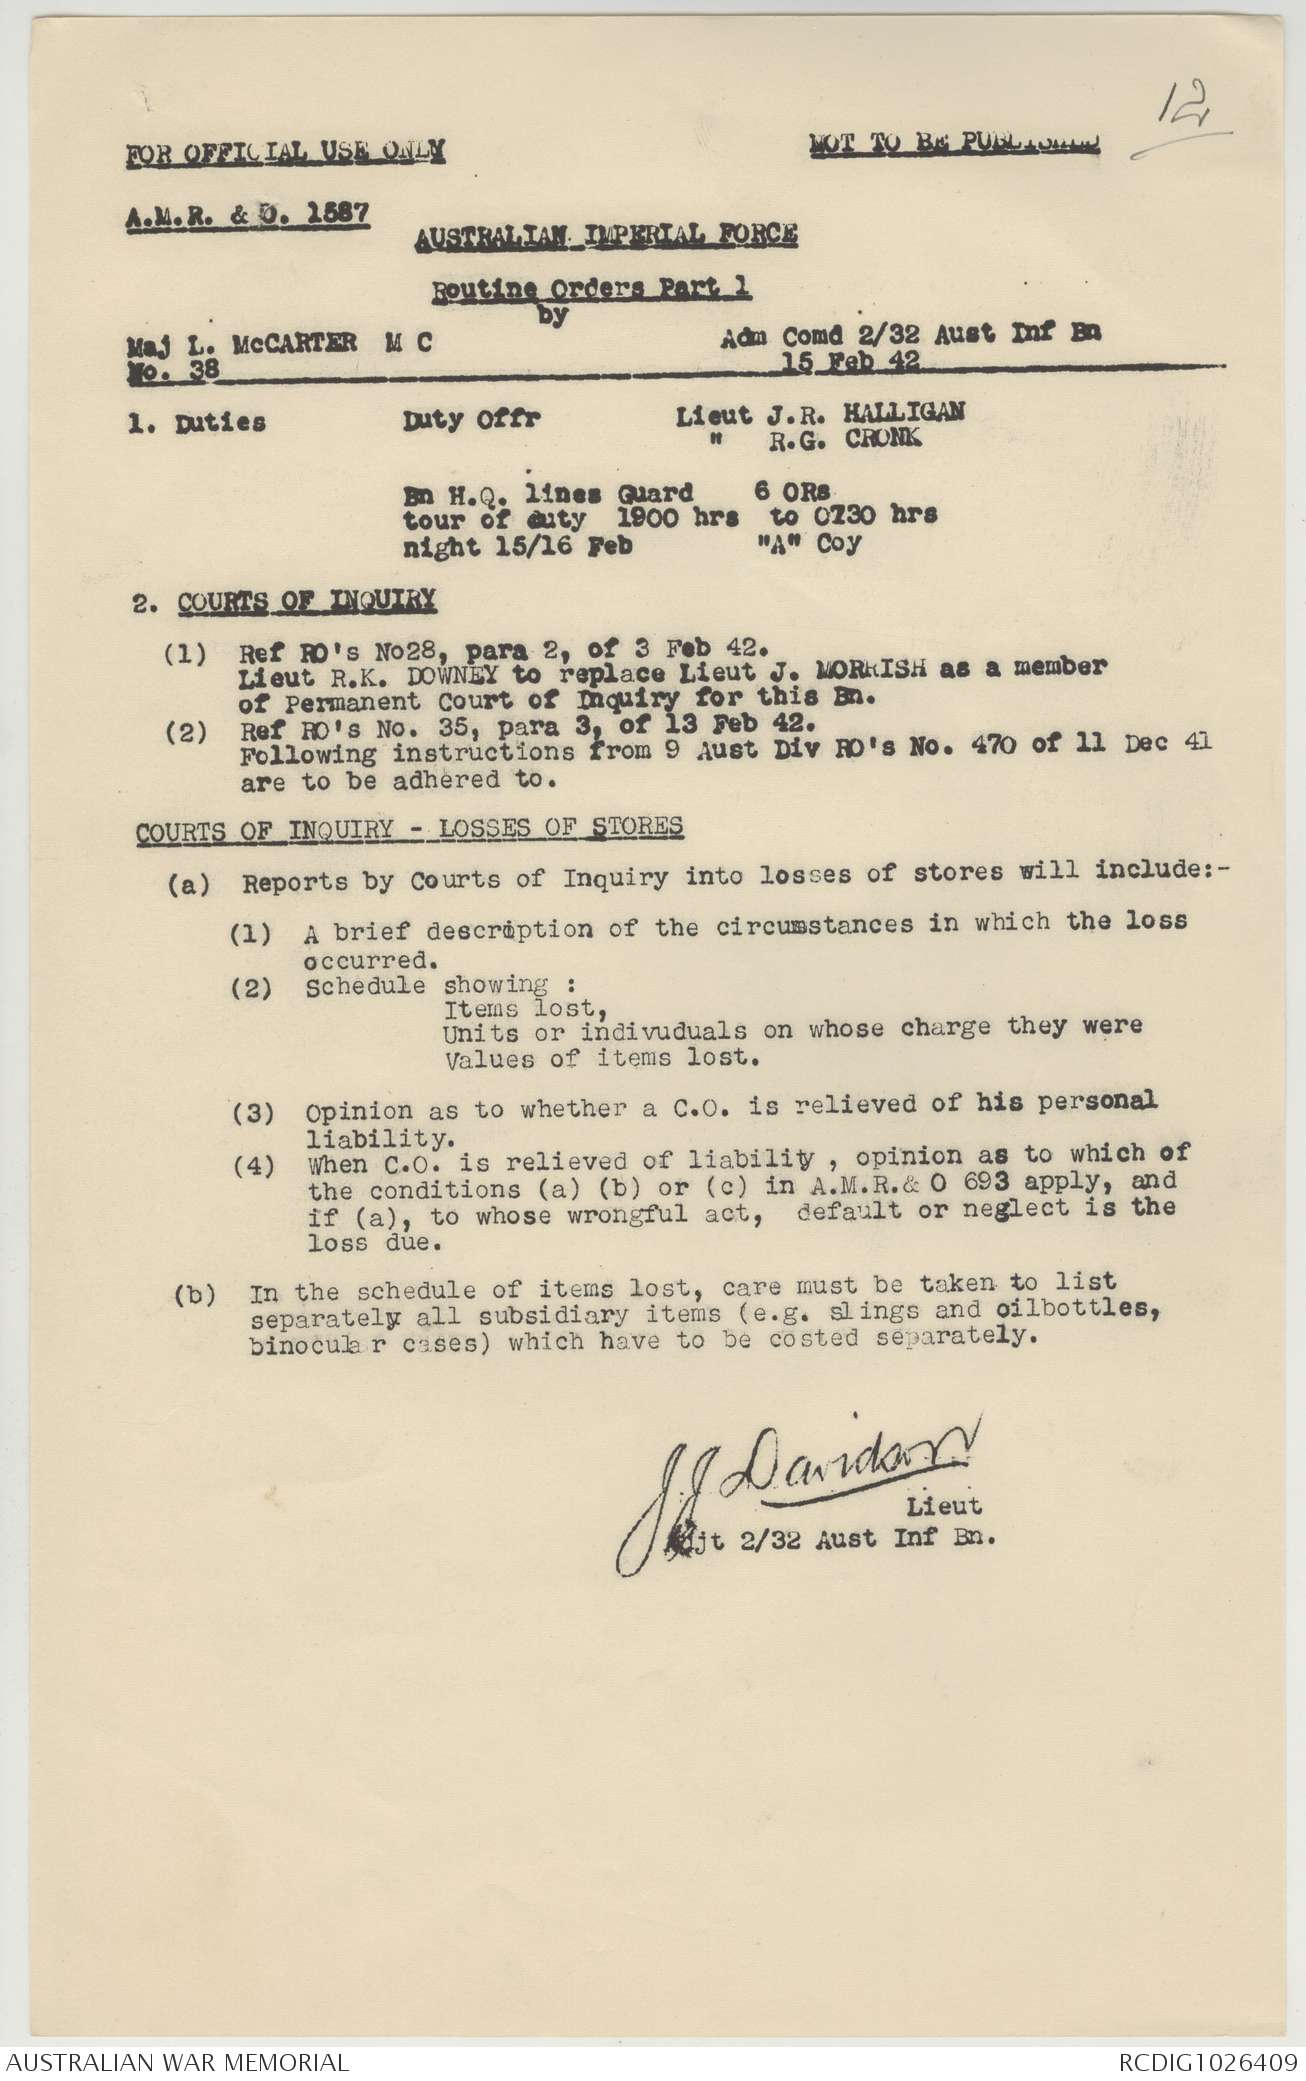 12
FOR OFFICIAL USE ONLY NOT TO BE PUBLISHED
A.M.R. & O. 1587
AUSTRALIAN IMPERIAL FORCE
Routine Orders Part 1
by
Maj L. McCARTER M C Adm Comd 2/32 Aust Inf Bn
No. 38 15 Feb 42
1. Duties Duty Offr Lieut J.R. HALLIGAN
" R.G. CRONK
Bn H.Q. lines Guard 6 ORs
tour of duty 1900 hrs to 0730 hrs
night 15/16 Feb "A" Coy
2. COURTS OF INQUIRY
(1) Ref RO's No28, para 2, of 3 Feb 42.
Lieut R.K. DOWNEY to replace Lieut J. MORRISH as a member
of Permanent Court of Inquiry for this Bn.
(2) Ref RO's No. 35, para 3, of 13 Feb 42.
Following instructions from 9 Aust Div RO's No. 470 of 11 Dec 41
are to be adhered to.
COURTS OF INQUIRY - LOSSES OF STORES
(a) Reports by Courts of Inquiry into losses of stores will include:-
(1) A brief description of the circumstances in which the loss
occurred.
(2) Schedule showing :
Items lost,
Units or indivuduals on whose charge they were
Values of items lost.
(3) Opinion as to whether a C.O. is relieved of his personal
liability.
(4) When C.O. is relieved of liability , opinion as to which of
the conditions (a) (b) or (c) in A.M.R.& O 693 apply, and
if (a), to whose wrongful act, default or neglect is the
loss due.
(b) In the schedule of items lost, care must be taken to list
separately all subsidiary items (e.g. slings and oilbottles,
binocular cases) which have to be costed separately.
JJ Davidson
Lieut
Adjt 2/32 Aust Inf Bn.
AUSTRALIAN WAR MEMORIAL RCDIG1026409